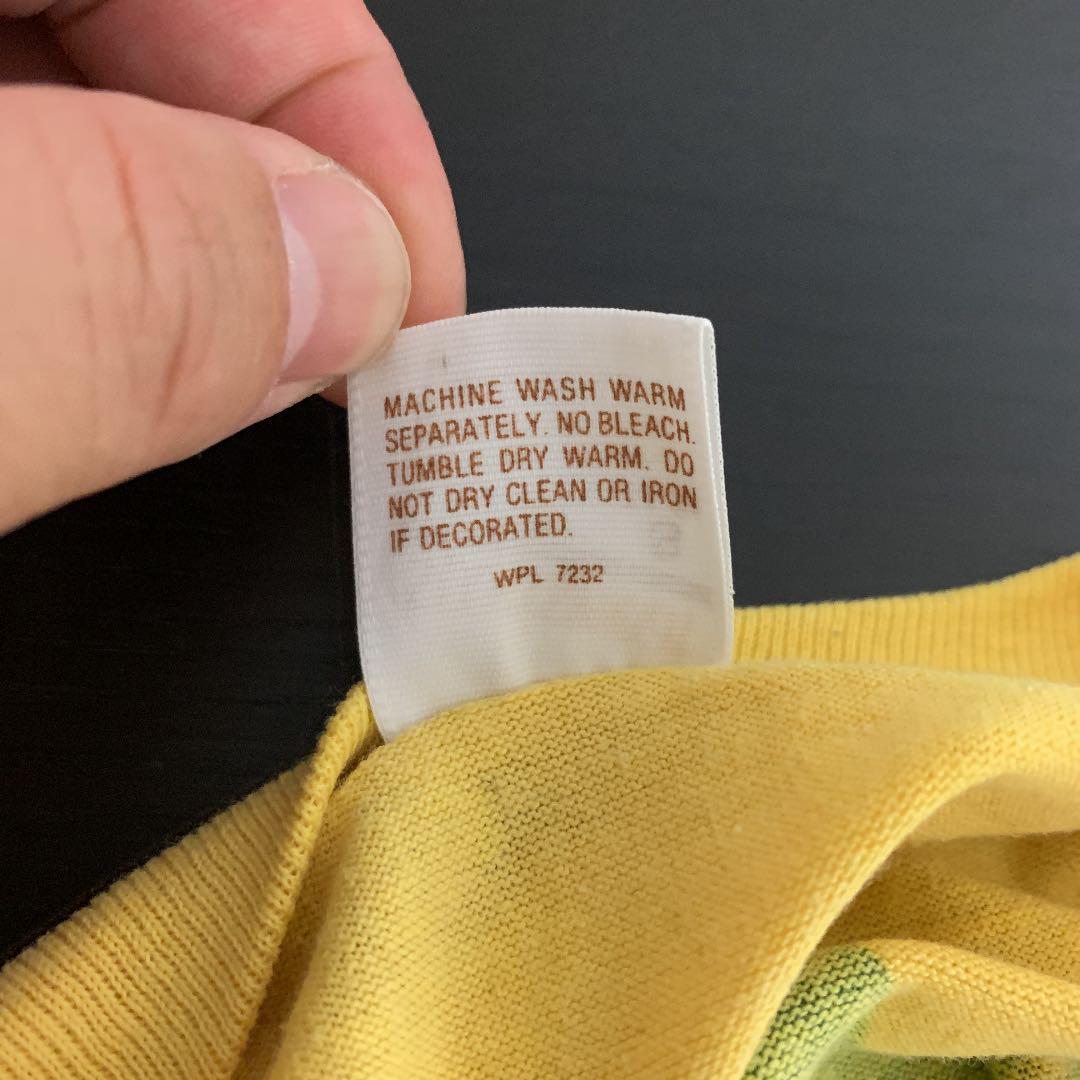 MACHINE WASH WARM
SEPARATELY. NO BLEACH.
TUMBLE DRY WARM. DO
NOT DRY CLEAN OR IRON
IF DECORATED.
WPL 7232